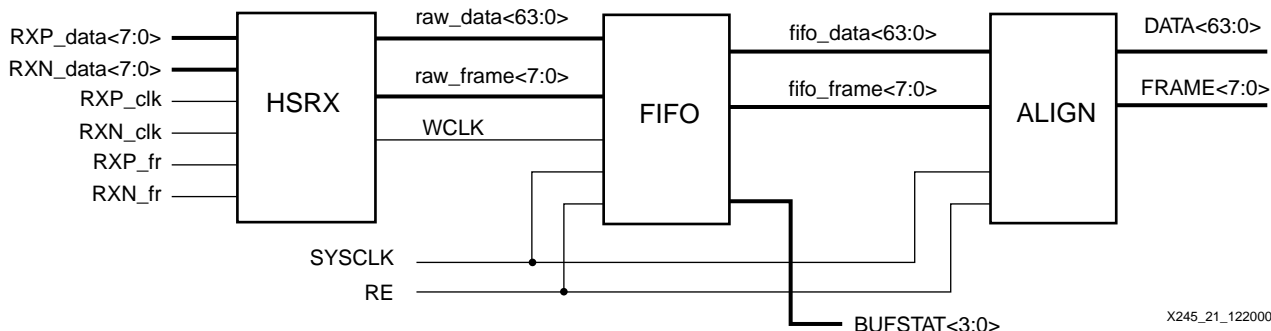 RXP_data<7:0>
RXN_data<7:0>
RXP_clk
RXN_clk
RXP_fr
RXN_fr
HSRX
raw_data<63:0>
raw_frame<7:0>
WCLK
FIFO
fifo_data<63:0>
fifo_frame<7:0>
ALIGN
DATA<63:0>
FRAME<7:0>
SYSCLK
RE
BUFSTAT<3:0>
X245_21_122000